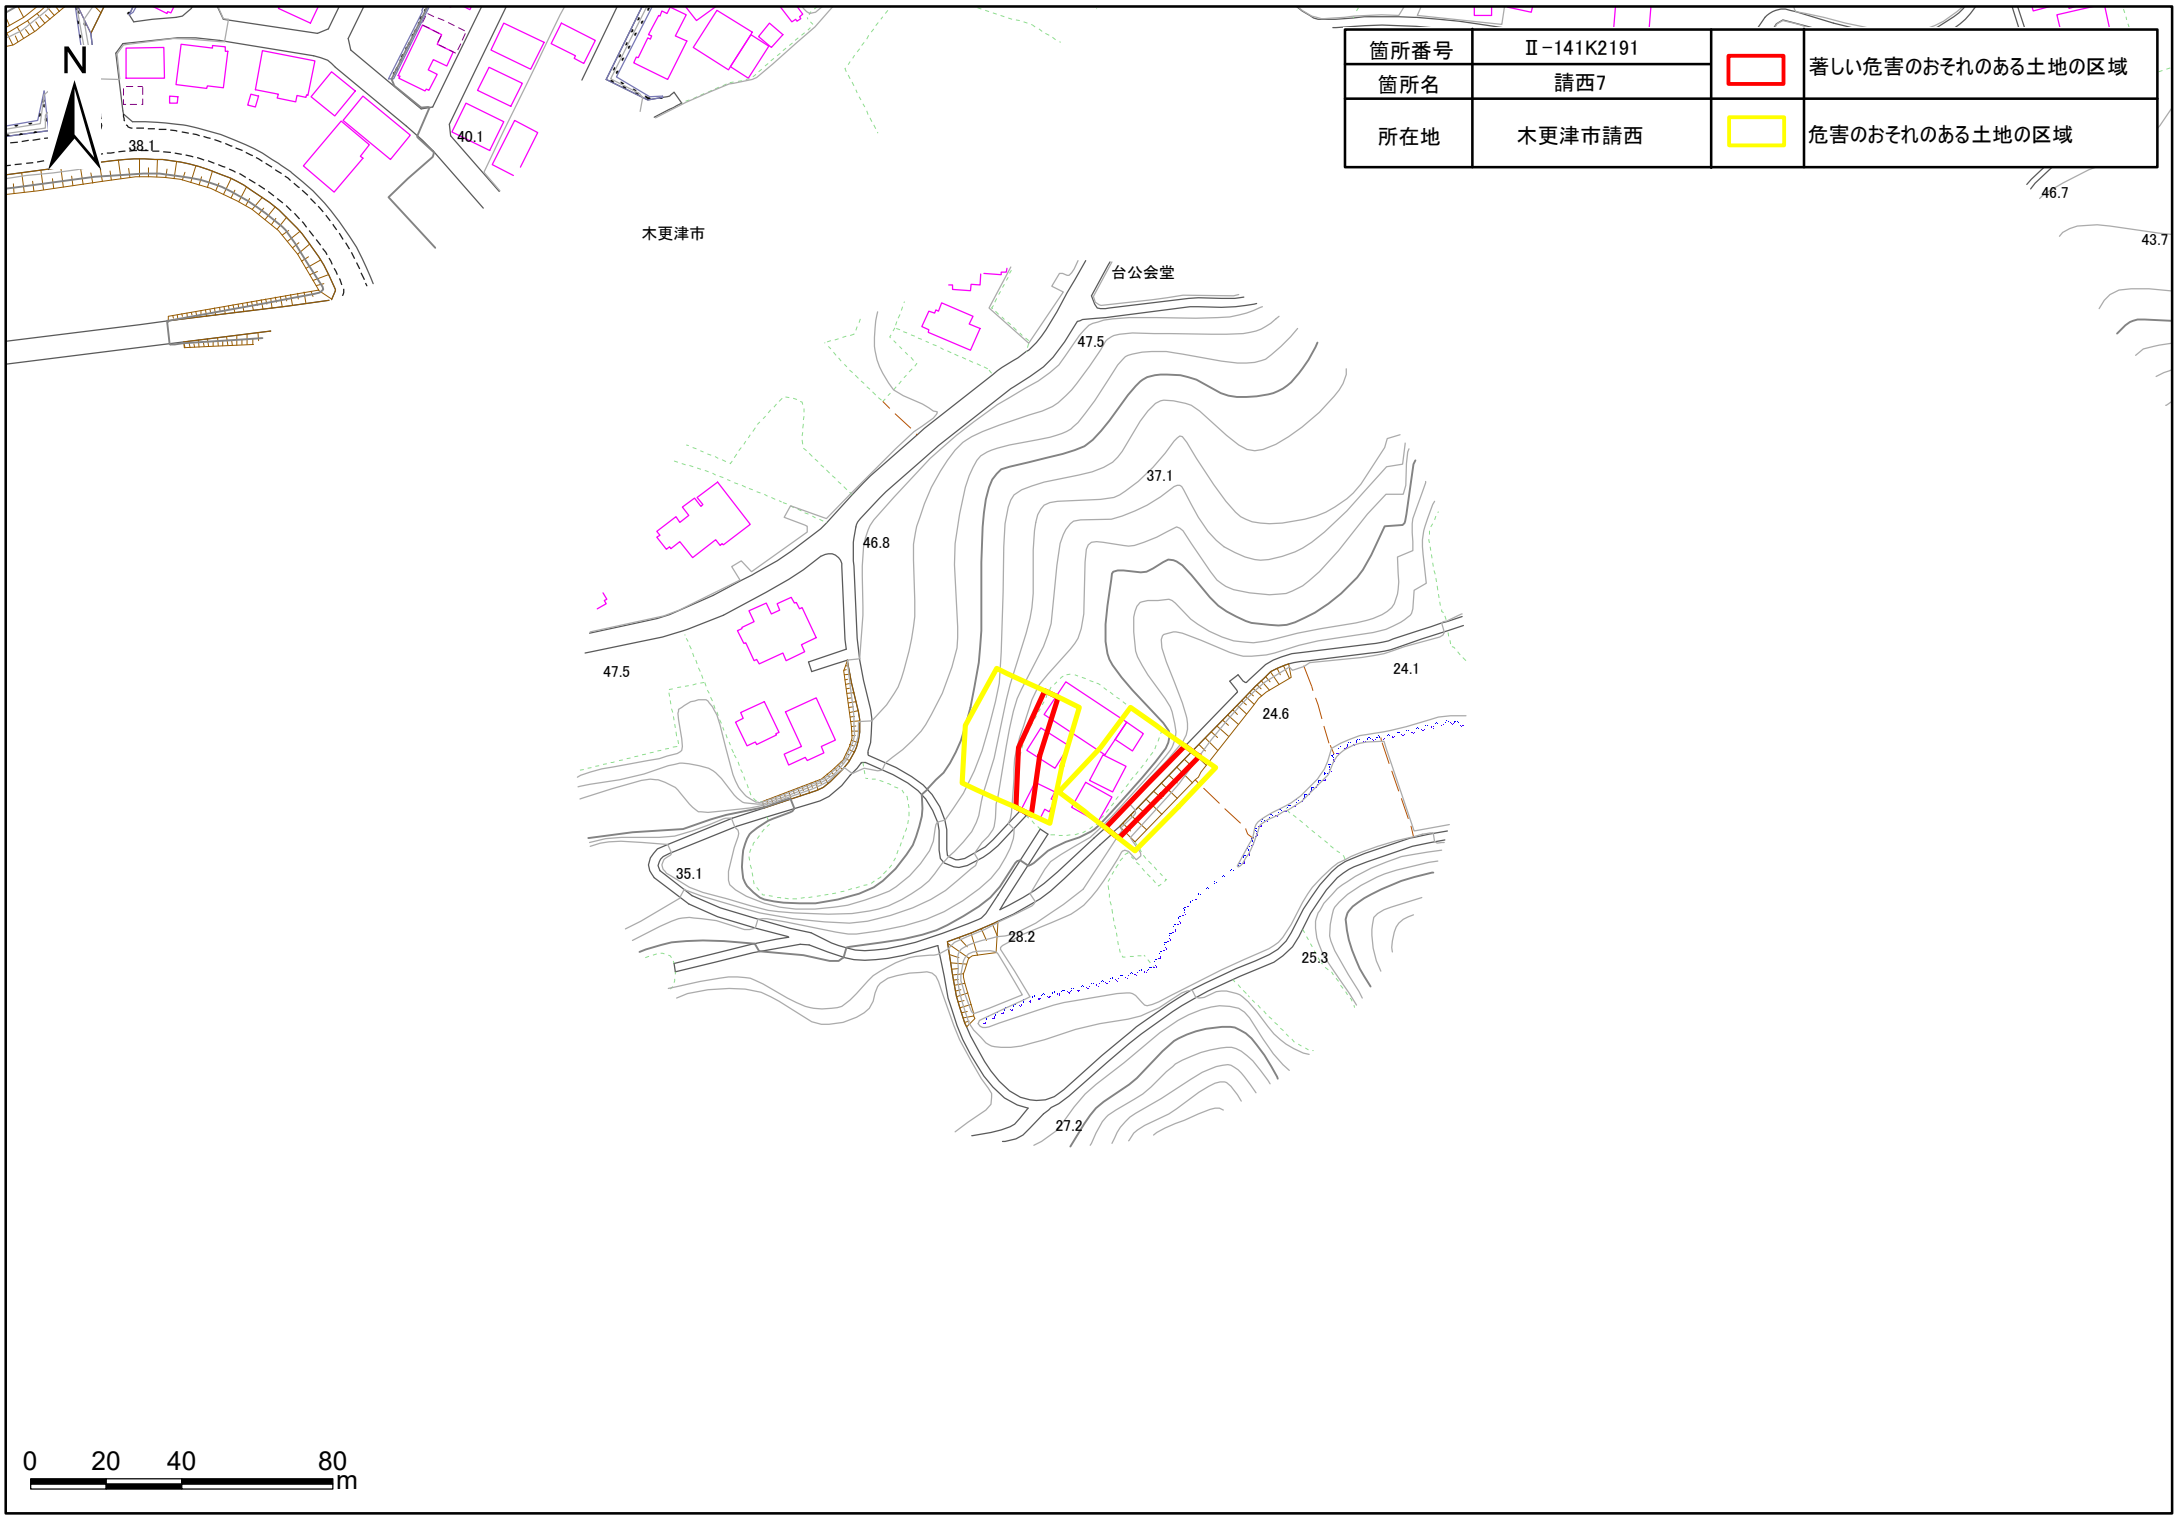 N
箇所番号 Ⅱ-141K2191 著しい危害のおそれのある土地の区域
箇所名 請西7
所在地 木更津市請西 危害のおそれのある土地の区域
40.1
38.1
46.7
木更津市
43.7
台公会堂
47.5
37.1
46.8
47.5
24.1
24.6
35.1
28.2
25.3
27.2
0 20 40 80
m